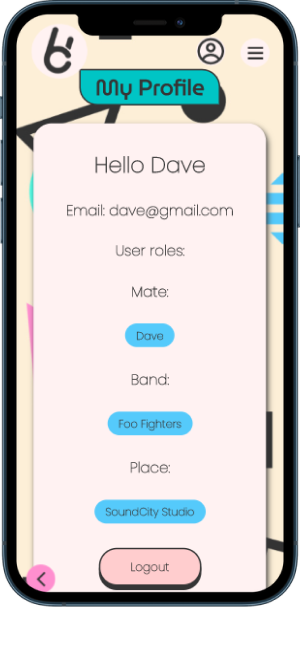 My Profile
Hello Dave
Email: dave@gmail.com
User roles:
Mate:
Dave
Band:
Foo Fighters
Place:
SoundCity Studio
Logout